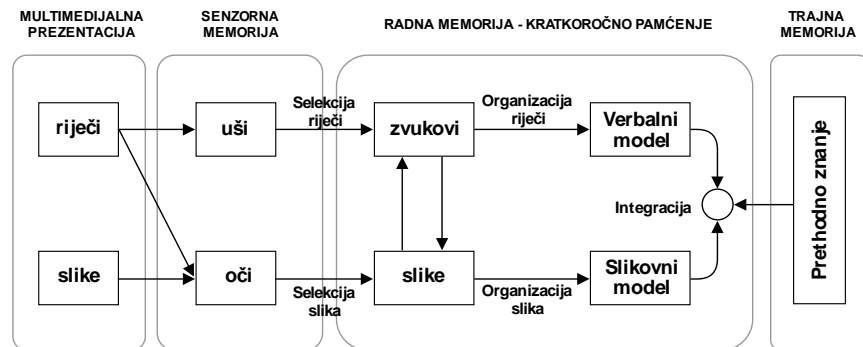 MULTIMEDIJALNA
PREZENTACIJA
SENZORNA
MEMORIJA
RADNA MEMORIJA - KRATKOROČNO PAMĆENJE
TRAJNA
MEMORIJA
riječi
uši
Selekcija
riječi
zvukovi
Organizacija
riječi
Verbalni
model
Integracija
Prethodno znanje
slike
oči
Selekcija
slika
slike
Organizacija
slika
Slikovni
model